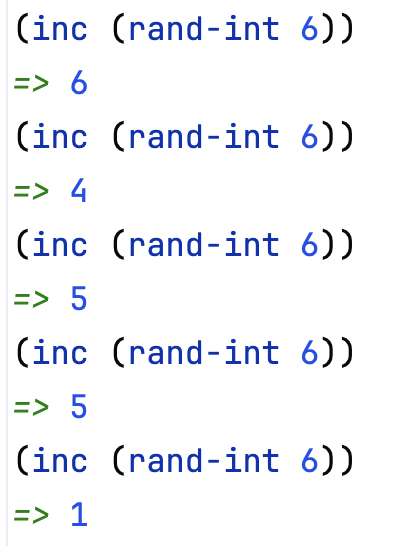 (inc (rand-int 6))
=> 6
(inc (rand-int 6))
=> 4
(inc (rand-int 6))
=> 5
(inc (rand-int 6))
=> 5
(inc (rand-int 6))
=> 1